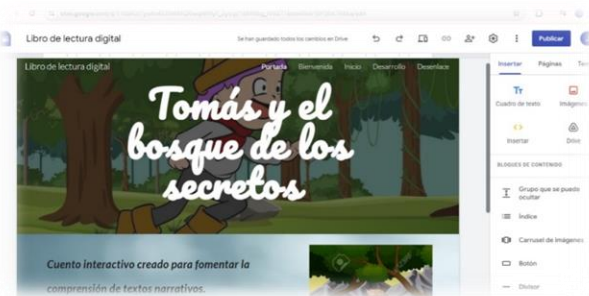 Libro de lectura digital
Se han guardado todos los cambios en Drive
Publicar
Libro de lectura digital
Portada Bienvenida Inicio Desarrollo Desenlace
Tomás y el
bosque de los
secretos
Cuento interactivo creado para fomentar la
comprensión de textos narrativos.
Insertar Páginas
Cuadro de texto Imágenes
Insertar Drive
BLOQUES DE CONTENIDO
Grupo que se puede
ocultar
Índice
Carrusel de imágenes
Botón
Divisor